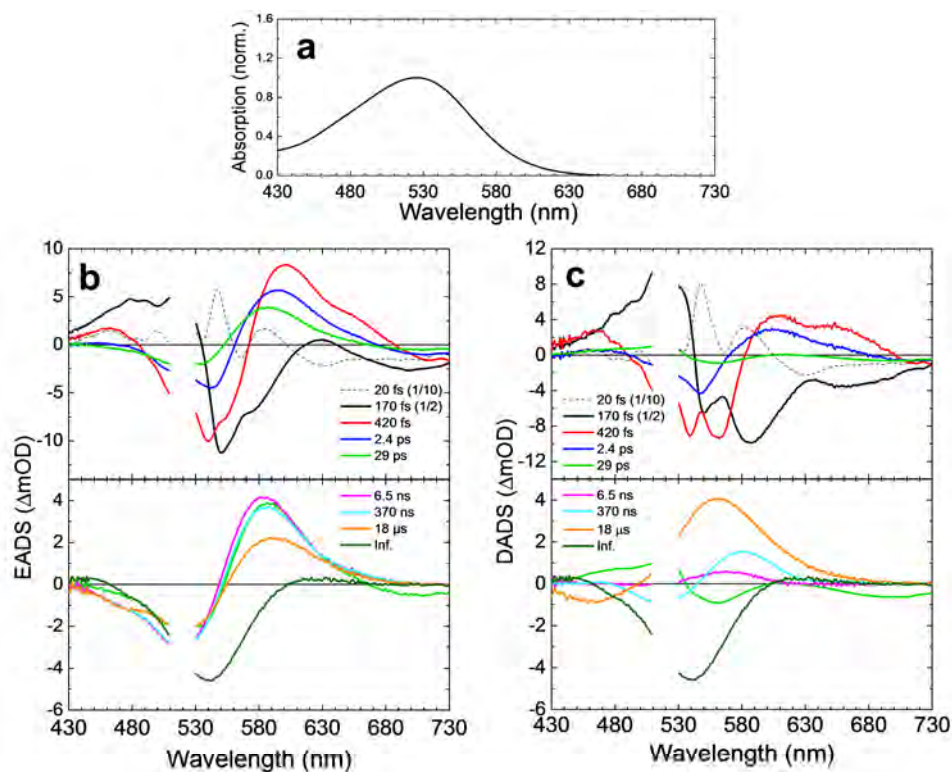 a
Absorption (norm.)
1.6
1.2
0.8
0.4
0.0
430 480 530 580 630 680 730
Wavelength (nm)
b
EADS (ΔmOD)
10
5
0
-5
-10
20 fs (1/10)
170 fs (1/2)
420 fs
2.4 ps
29 ps
4
2
0
-2
-4
-6
6.5 ns
370 ns
18 µs
Inf.
430 480 530 580 630 680 730
Wavelength (nm)
c
DADS (ΔmOD)
12
8
4
0
-4
-8
-12
20 fs (1/10)
170 fs (1/2)
420 fs
2.4 ps
29 ps
4
2
0
-2
-4
-6
6.5 ns
370 ns
18 µs
Inf.
430 480 530 580 630 680 730
Wavelength (nm)